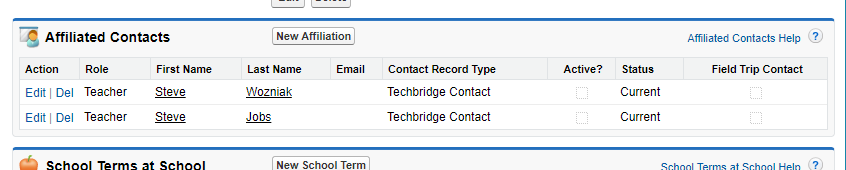 Edit Delete
Affiliated Contacts New Affiliation Affiliated Contacts Help ?
Action Role First Name Last Name Email Contact Record Type Active? Status Field Trip Contact
Edit | Del Teacher Steve Wozniak Techbridge Contact Current
Edit | Del Teacher Steve Jobs Techbridge Contact Current
School Terms at School New School Term School Terms at School Help ?